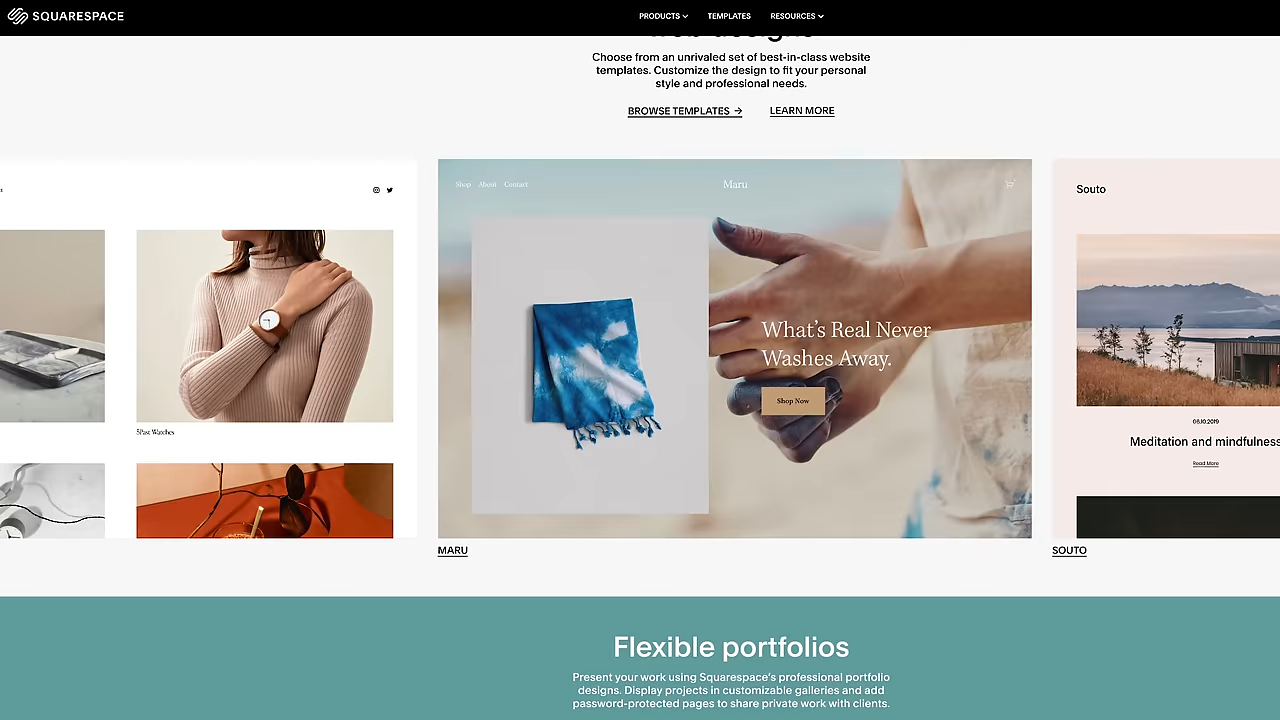 SQUARESPACE
PRODUCTS
TEMPLATES
RESOURCES
web designs
Choose from an unrivaled set of best-in-class website
templates. Customize the design to fit your personal
style and professional needs.
BROWSE TEMPLATES →
LEARN MORE
5Past Watches
Shop About Contact
Maru
What's Real Never
Washes Away.
Shop Now
MARU
Souto
06.10.2019
Meditation and mindfulness
Read More
SOUTO
Flexible portfolios
Present your work using Squarespace's professional portfolio
designs. Display projects in customizable galleries and add
password-protected pages to share private work with clients.